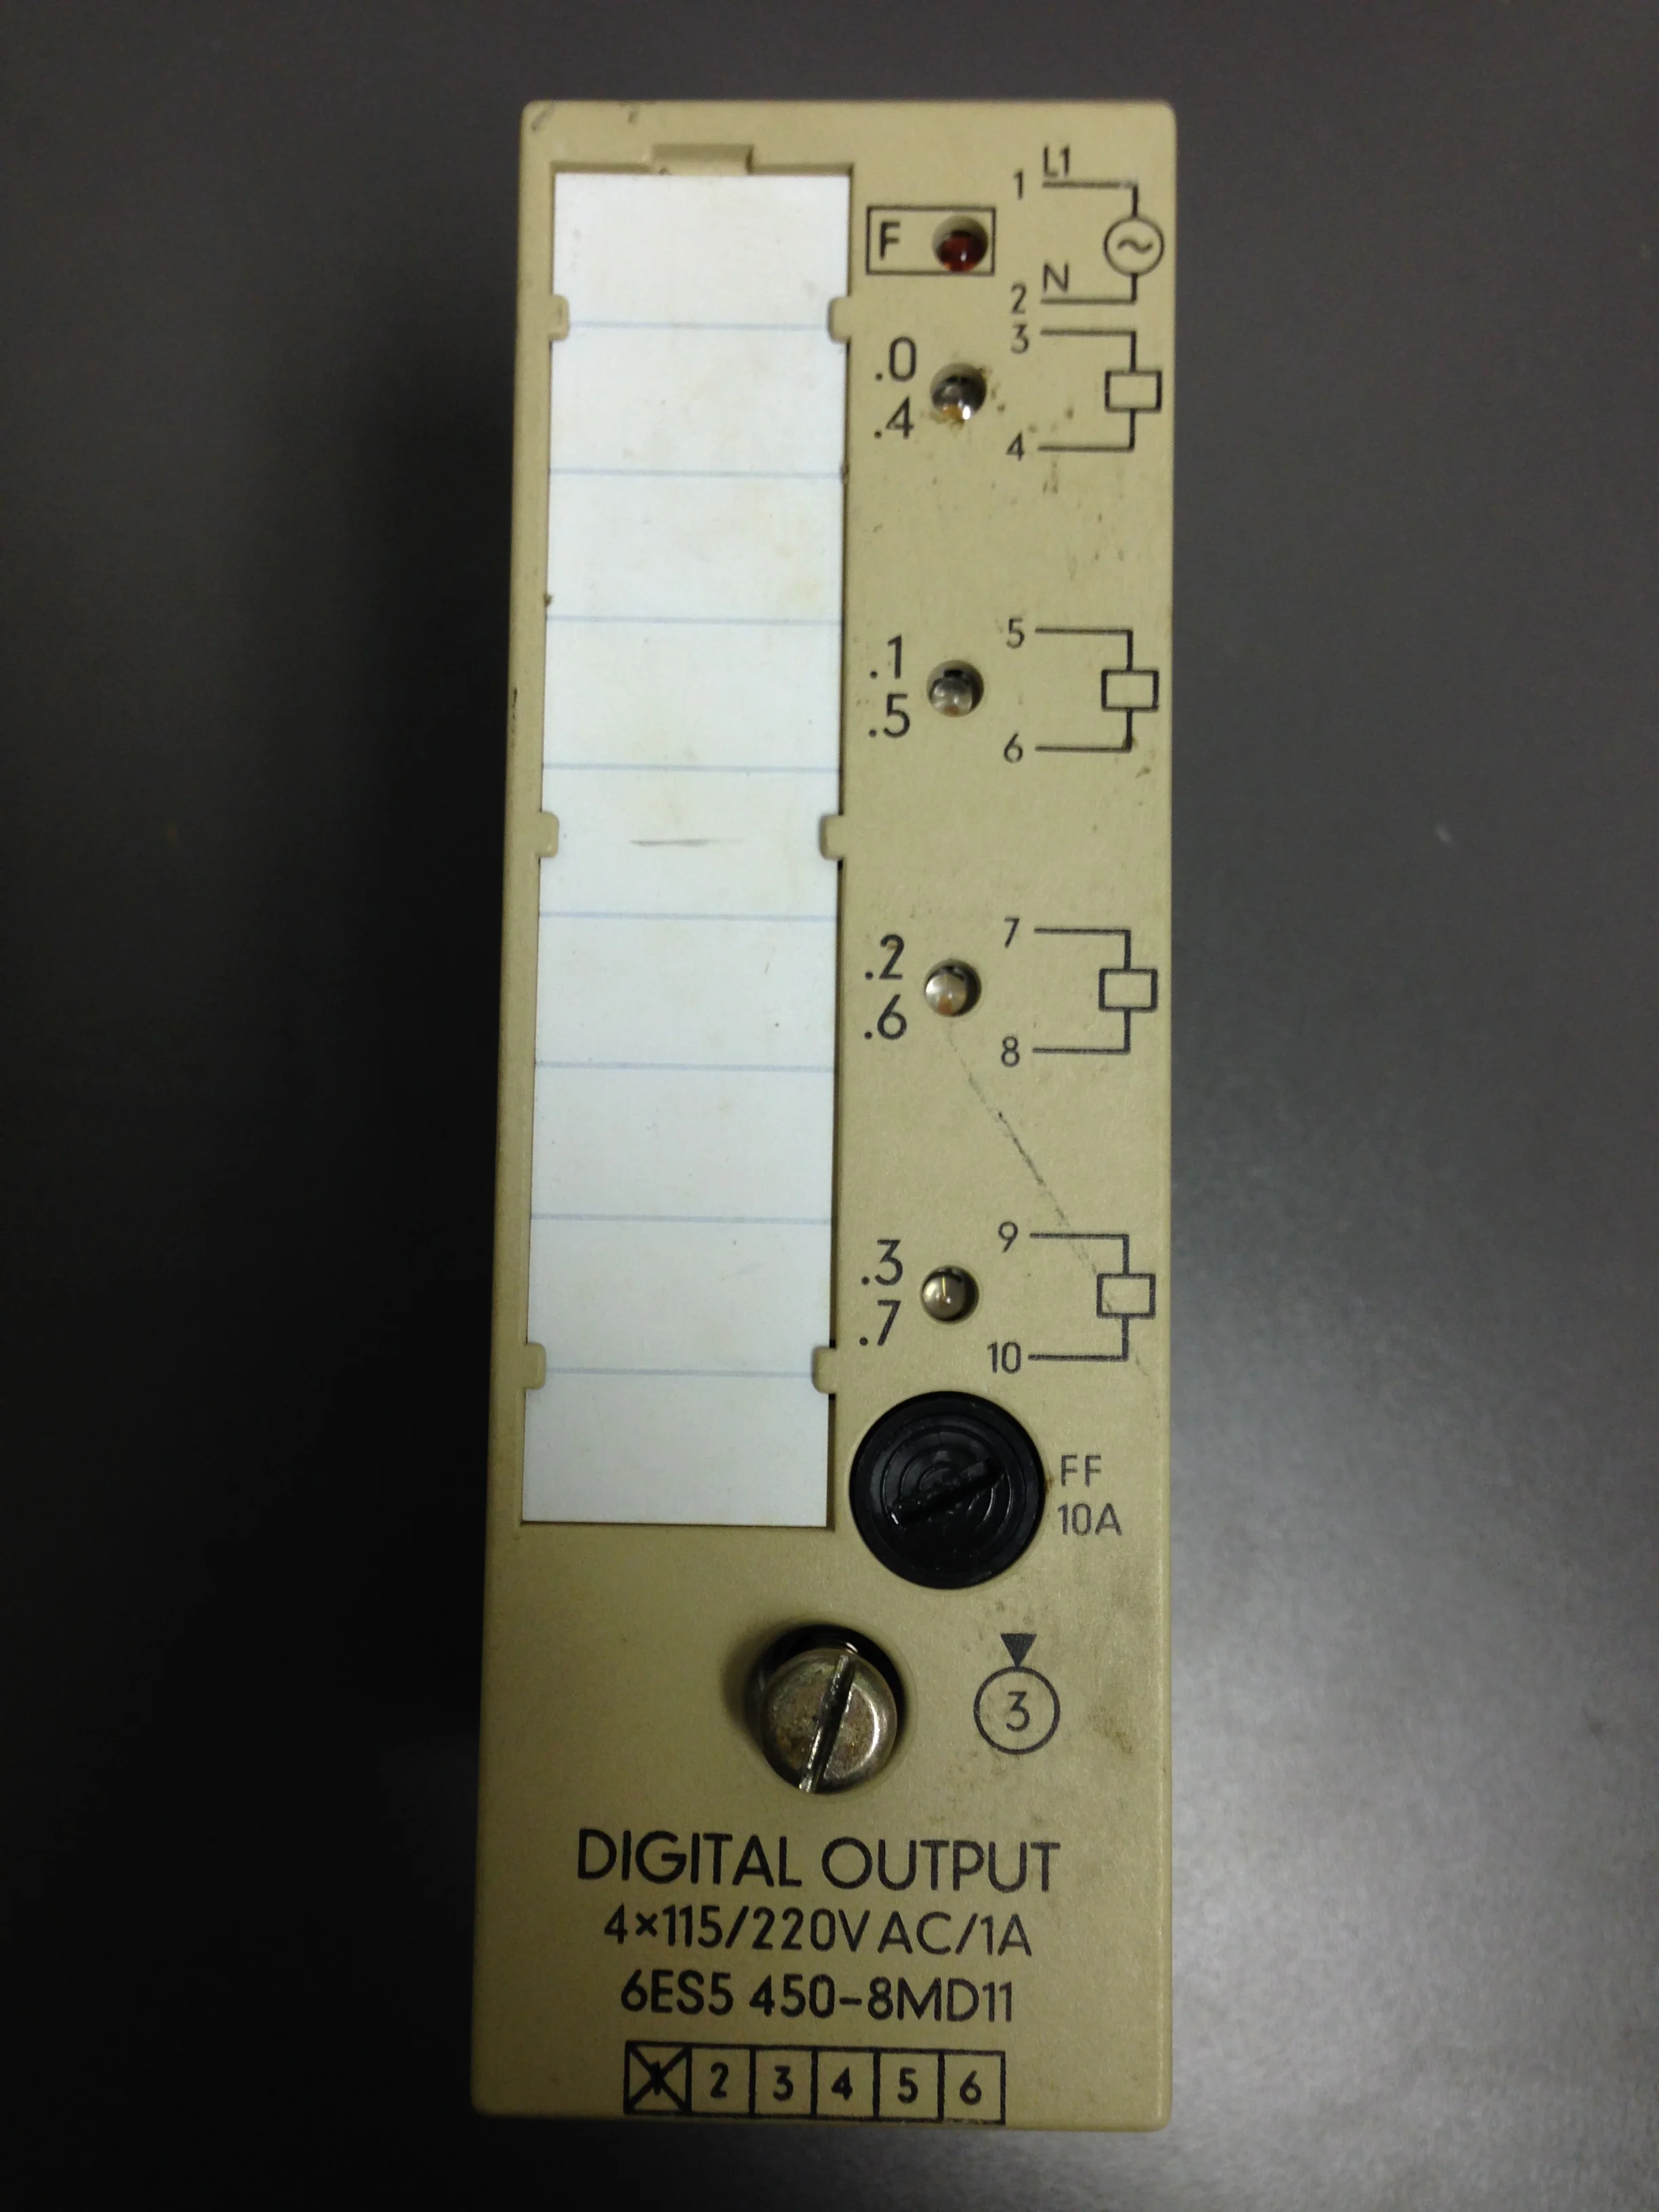 L1
1
F
N
2
3
.0
.4
4
5
.1
.5
6
7
.2
.6
8
9
.3
.7
10
FF
10A
3
DIGITAL OUTPUT
4×115/220V AC/1A
6ES5 450-8MD11
1 2 3 4 5 6